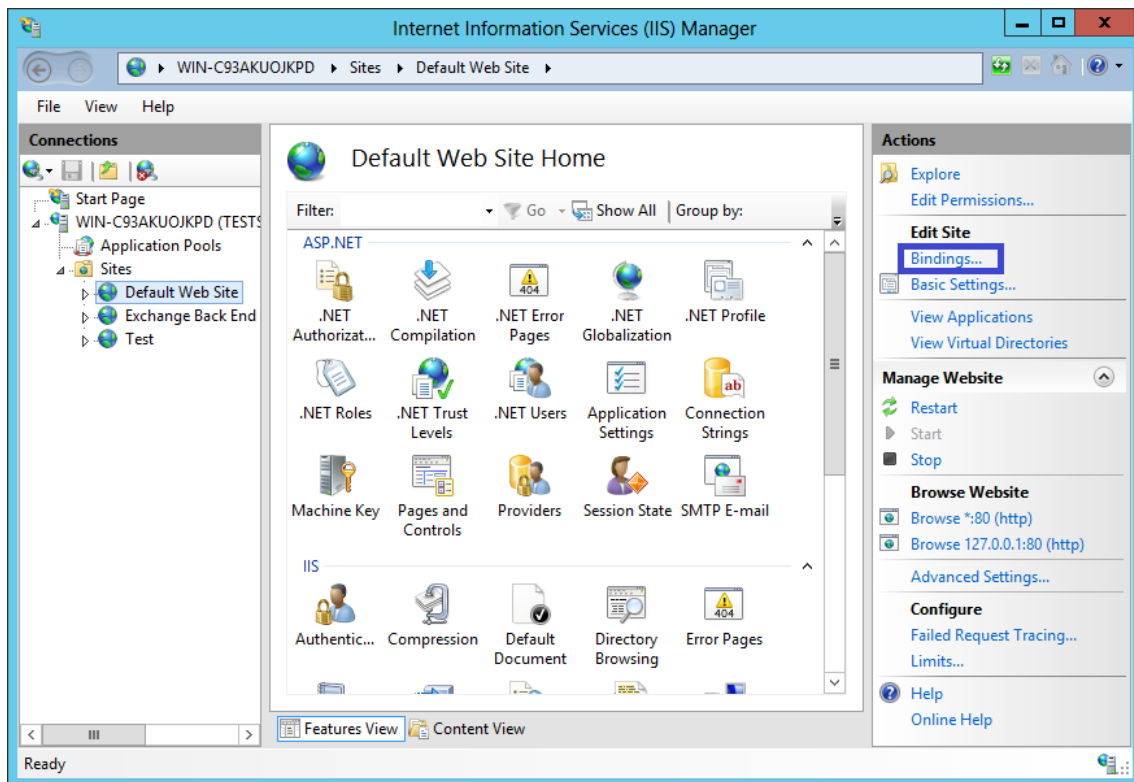 Internet Information Services (IIS) Manager
WIN-C93AKUOJKPD
Sites
Default Web Site
File View Help
Connections
Start Page
WIN-C93AKUOJKPD (TESTS
Application Pools
Sites
Default Web Site
Exchange Back End
Test
Default Web Site Home
Filter: Go Show All Group by:
ASP.NET
.NET Authorizat...
.NET Compilation
.NET Error Pages
.NET Globalization
.NET Profile
.NET Roles
.NET Trust Levels
.NET Users
Application Settings
Connection Strings
Machine Key
Pages and Controls
Providers
Session State
SMTP E-mail
IIS
Authentic...
Compression
Default Document
Directory Browsing
Error Pages
Features View
Content View
Actions
Explore
Edit Permissions...
Edit Site
Bindings...
Basic Settings...
View Applications
View Virtual Directories
Manage Website
Restart
Start
Stop
Browse Website
Browse *:80 (http)
Browse 127.0.0.1:80 (http)
Advanced Settings...
Configure
Failed Request Tracing...
Limits...
Help
Online Help
Ready